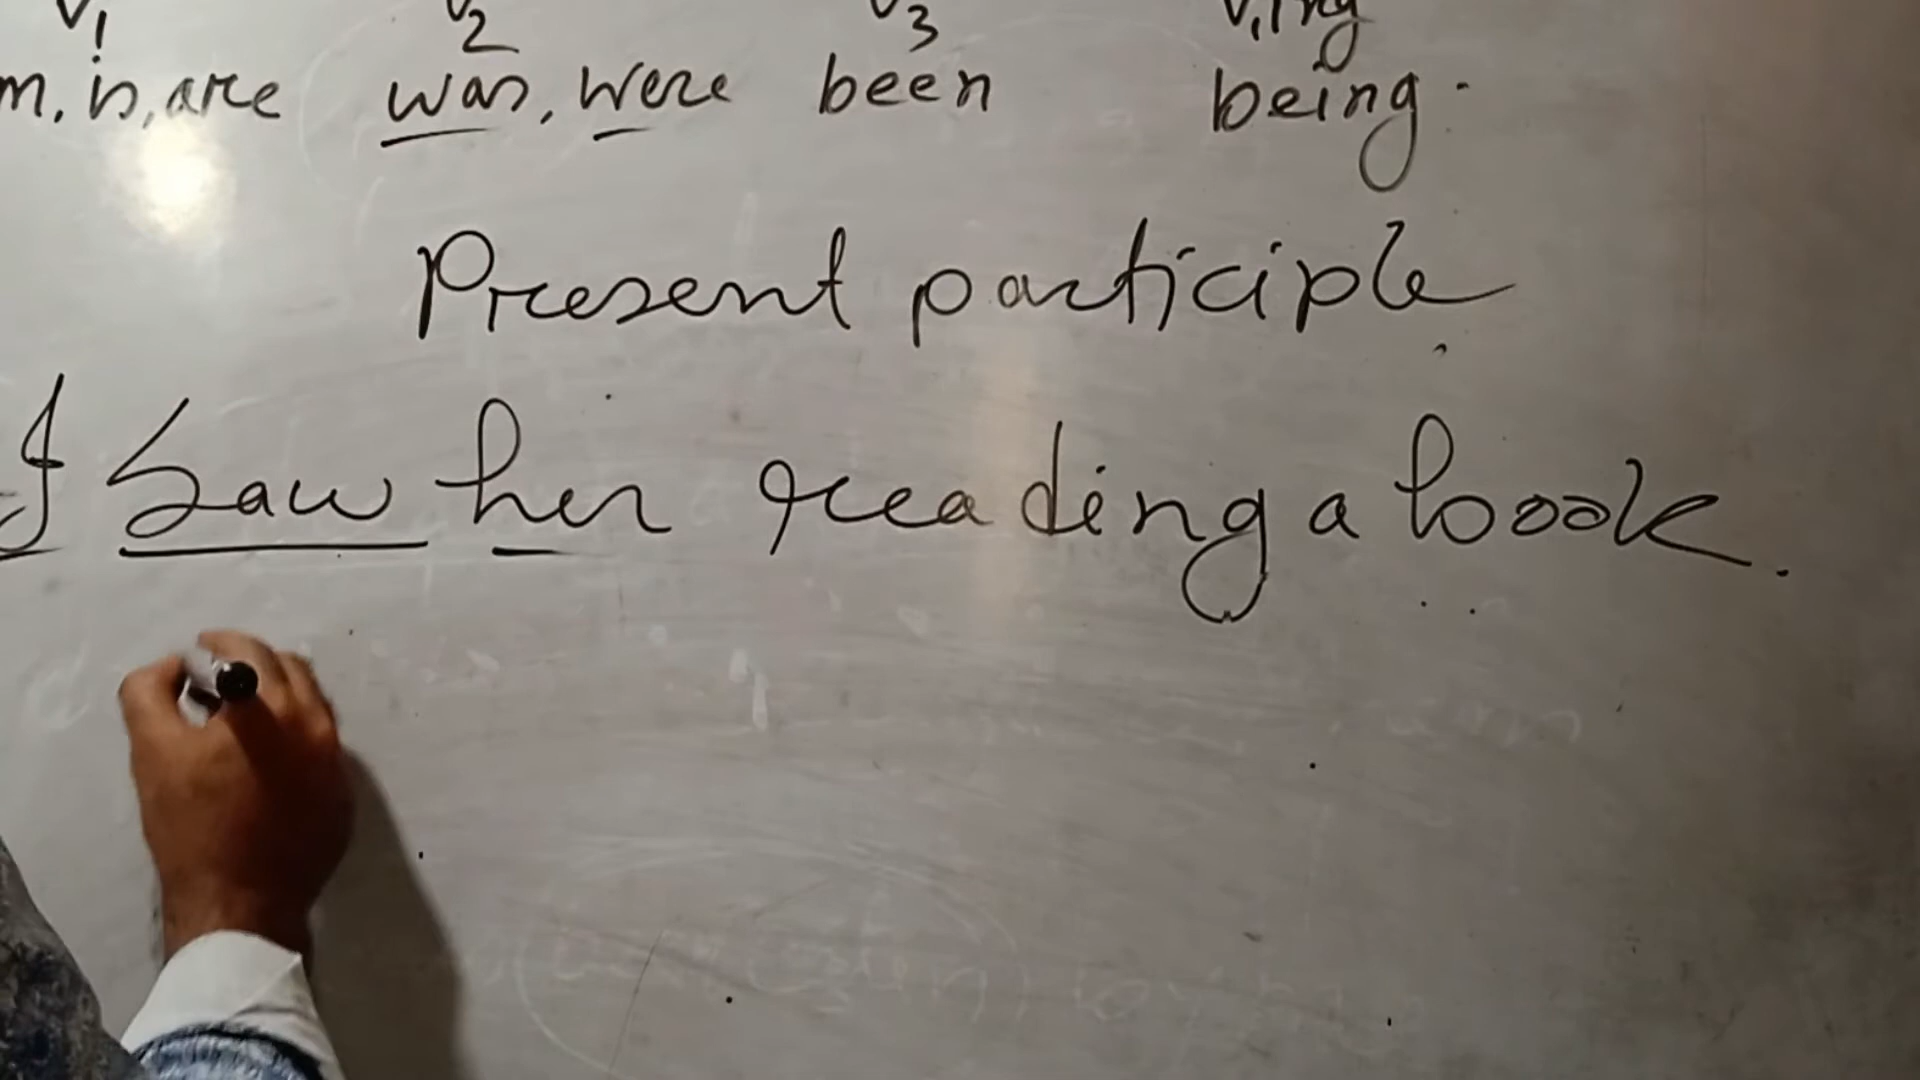 V1 V2 V3 V1ing
m, is, are was, were been being.
Present participle
I Saw her reading a book.